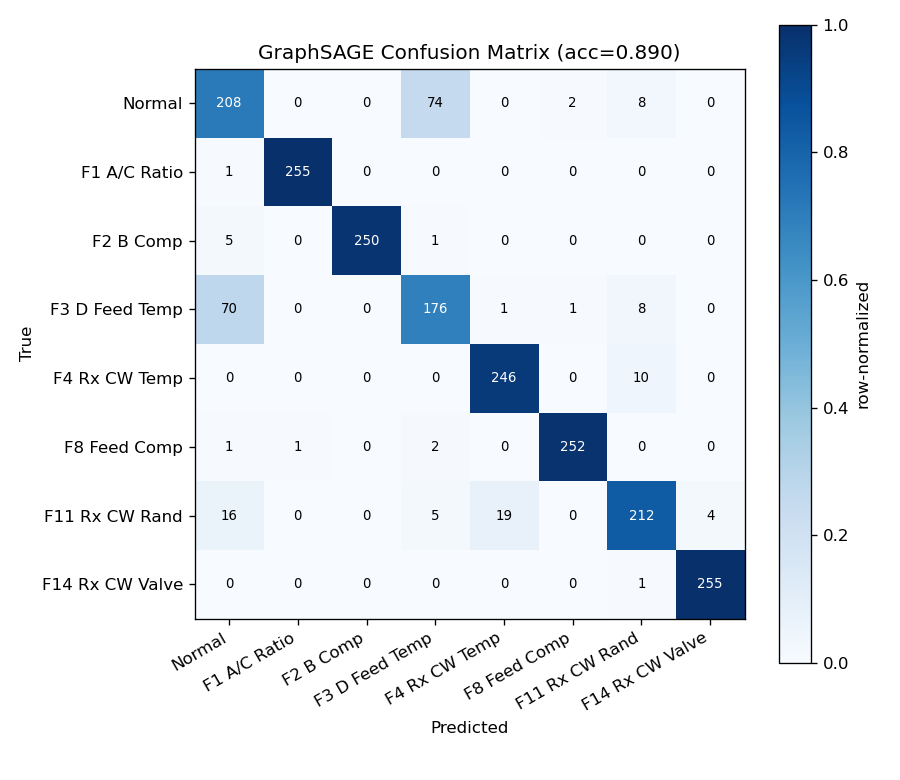 GraphSAGE Confusion Matrix (acc=0.890)
Normal 208 0 0 74 0 2 8 0
F1 A/C Ratio 1 255 0 0 0 0 0 0
F2 B Comp 5 0 250 1 0 0 0 0
F3 D Feed Temp 70 0 0 176 1 1 8 0
F4 Rx CW Temp 0 0 0 0 246 0 10 0
F8 Feed Comp 1 1 0 2 0 252 0 0
F11 Rx CW Rand 16 0 0 5 19 0 212 4
F14 Rx CW Valve 0 0 0 0 0 0 1 255
True
Normal
F1 A/C Ratio
F2 B Comp
F3 D Feed Temp
F4 Rx CW Temp
F8 Feed Comp
F11 Rx CW Rand
F14 Rx CW Valve
Predicted
1.0
0.8
0.6
0.4
0.2
0.0
row-normalized